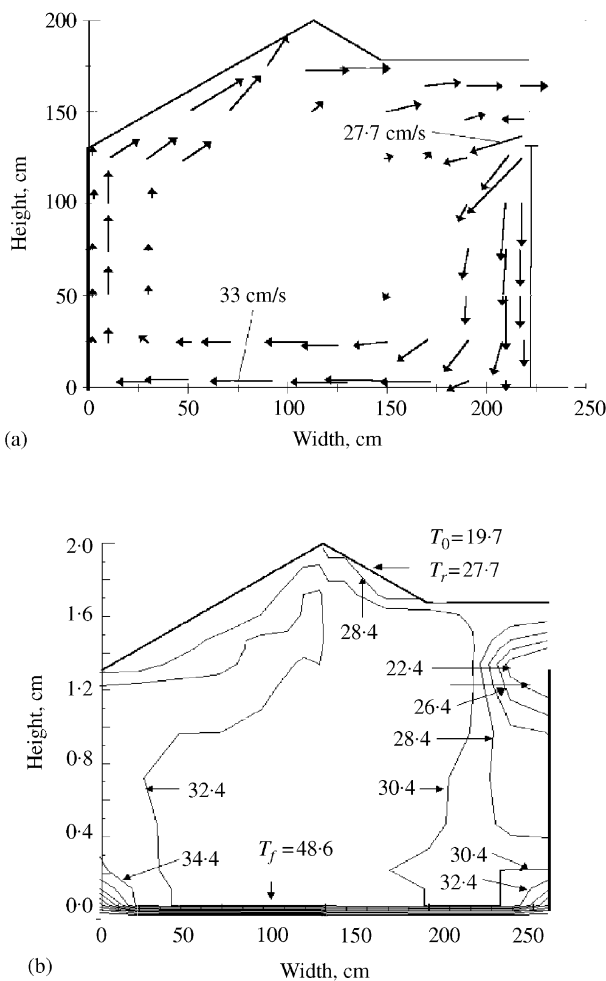 200
150
100
50
0
Height, cm
27·7 cm/s
33 cm/s
0 50 100 150 200 250
Width, cm
(a)
2·0
1·6
1·2
0·8
0·4
0·0
Height, cm
T0=19·7
Tr=27·7
28·4
22·4
26·4
28·4
32·4
30·4
34·4
Tf=48·6
30·4
32·4
0 50 100 150 200 250
Width, cm
(b)